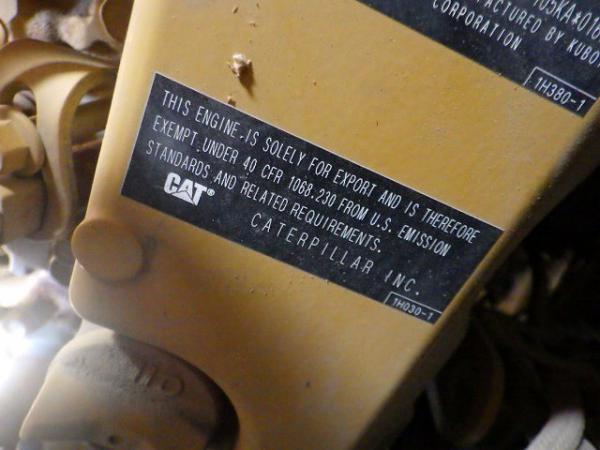 CORPORATION
1H380-1
THIS ENGINE IS SOLELY FOR EXPORT AND IS THEREFORE
EXEMPT UNDER 40 CFR 1068.230 FROM U.S. EMISSION
STANDARDS AND RELATED REQUIREMENTS.
CAT®
CATERPILLAR INC.
1H030-1
OIL